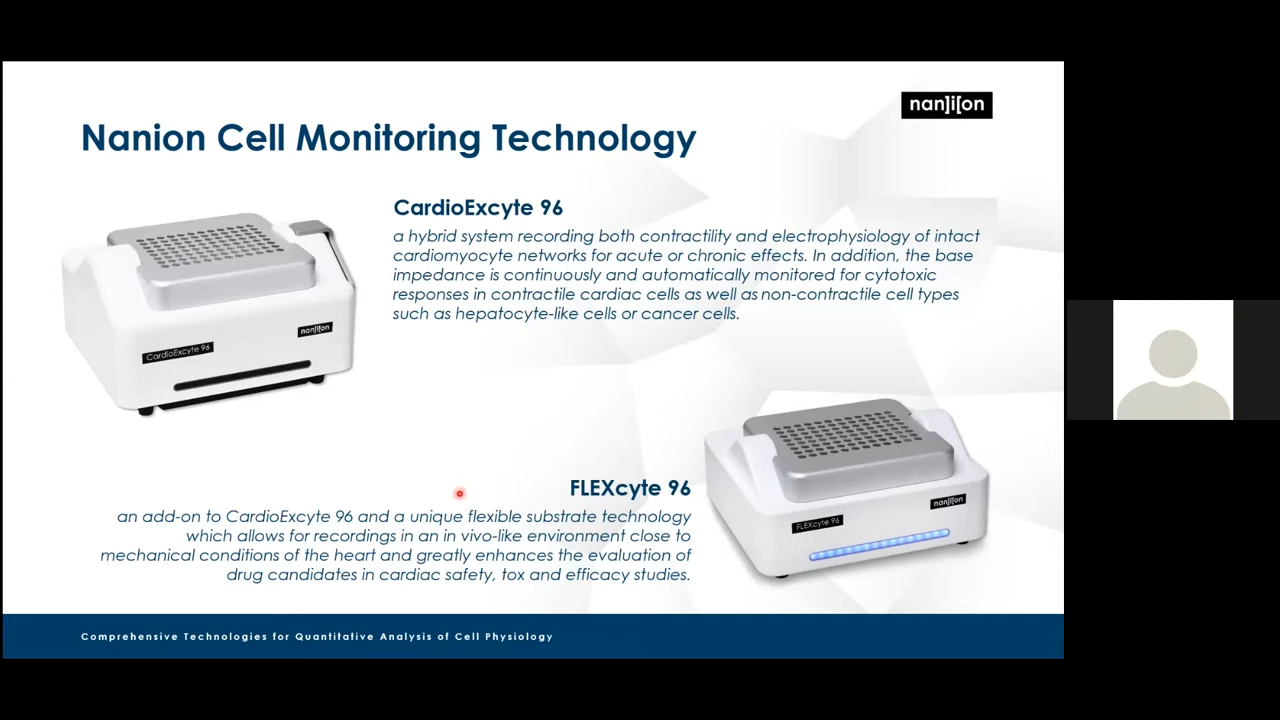 nan]i[on
Nanion Cell Monitoring Technology
CardioExcyte 96
a hybrid system recording both contractility and electrophysiology of intact
cardiomyocyte networks for acute or chronic effects. In addition, the base
impedance is continuously and automatically monitored for cytotoxic
responses in contractile cardiac cells as well as non-contractile cell types
such as hepatocyte-like cells or cancer cells.
nan]i[on
CardioExcyte 96
FLEXcyte 96
an add-on to CardioExcyte 96 and a unique flexible substrate technology
which allows for recordings in an in vivo-like environment close to
mechanical conditions of the heart and greatly enhances the evaluation of
drug candidates in cardiac safety, tox and efficacy studies.
nan]i[on
FLEXcyte 96
Comprehensive Technologies for Quantitative Analysis of Cell Physiology